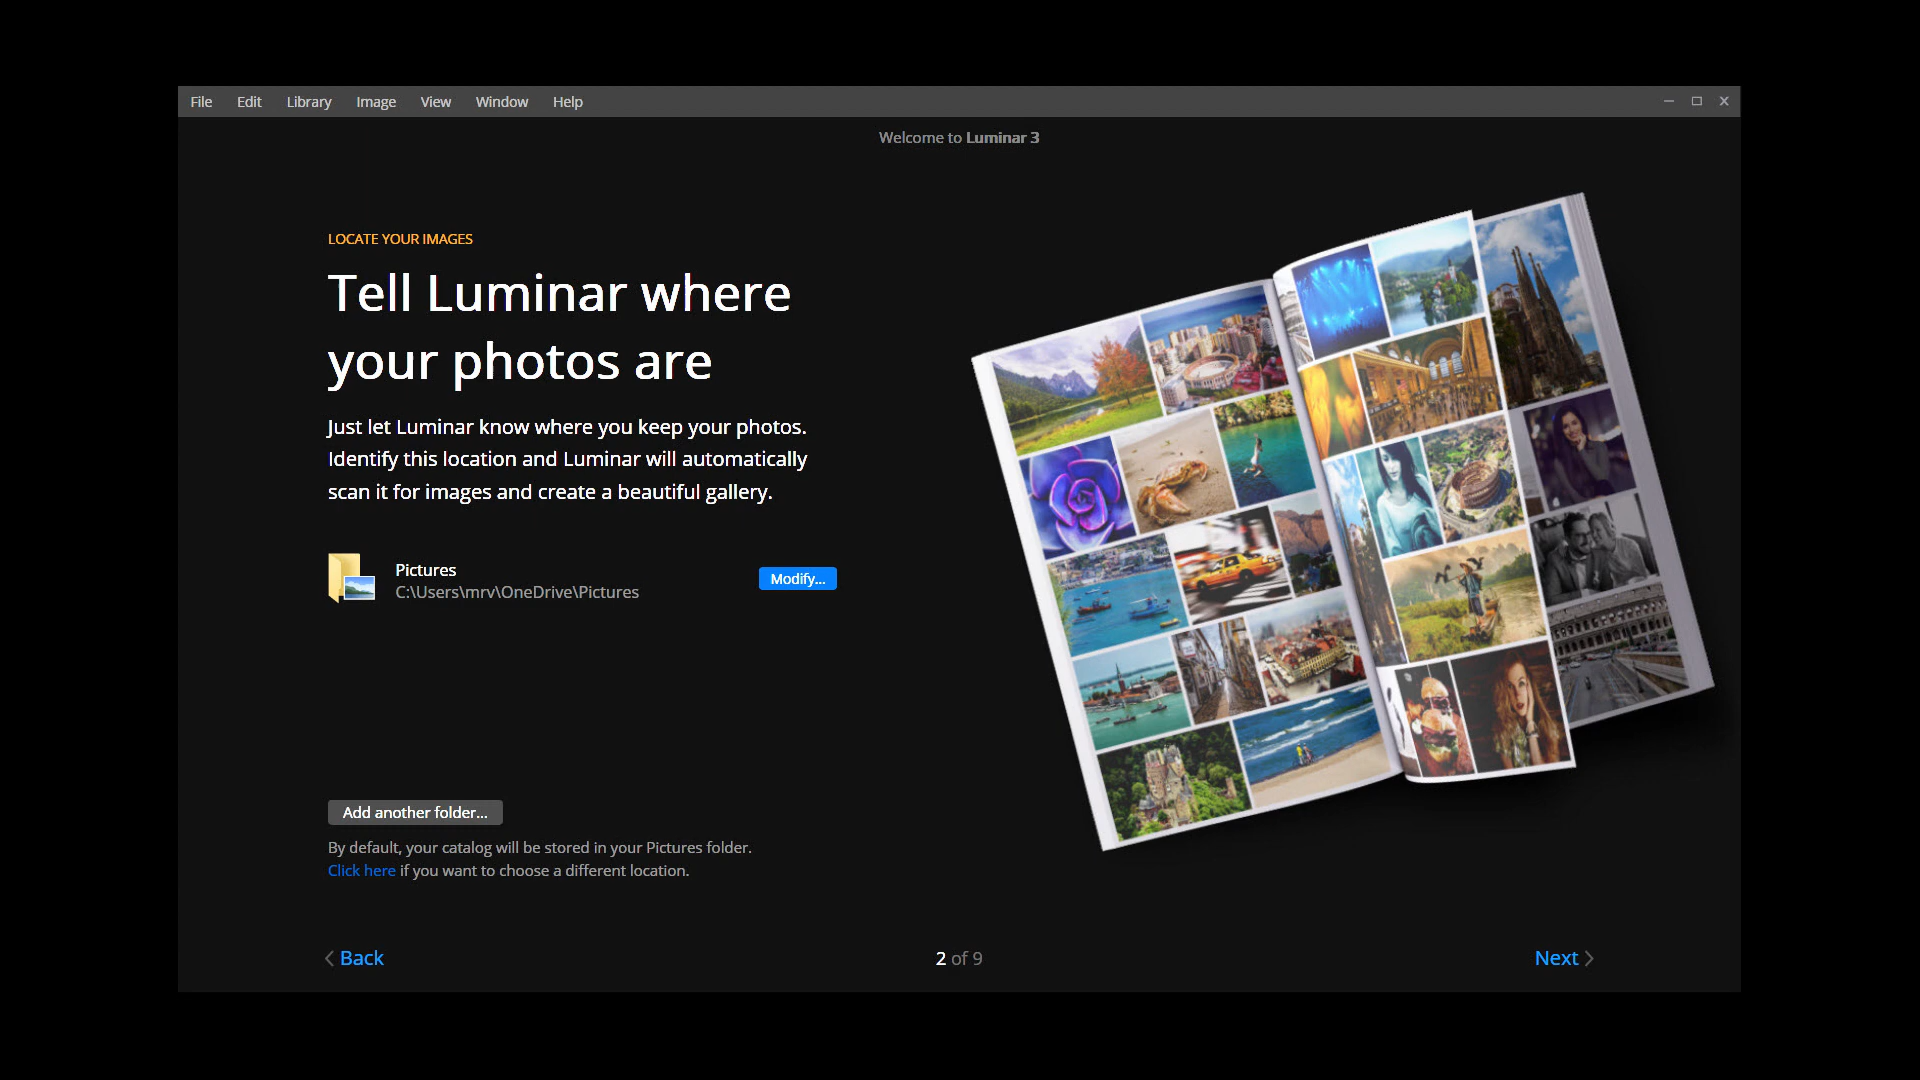 File Edit Library Image View Window Help
Welcome to Luminar 3
LOCATE YOUR IMAGES
Tell Luminar where
your photos are
Just let Luminar know where you keep your photos.
Identify this location and Luminar will automatically
scan it for images and create a beautiful gallery.
Pictures
C:\Users\mrv\OneDrive\Pictures
Modify...
Add another folder...
By default, your catalog will be stored in your Pictures folder.
Click here if you want to choose a different location.
Back
2 of 9
Next